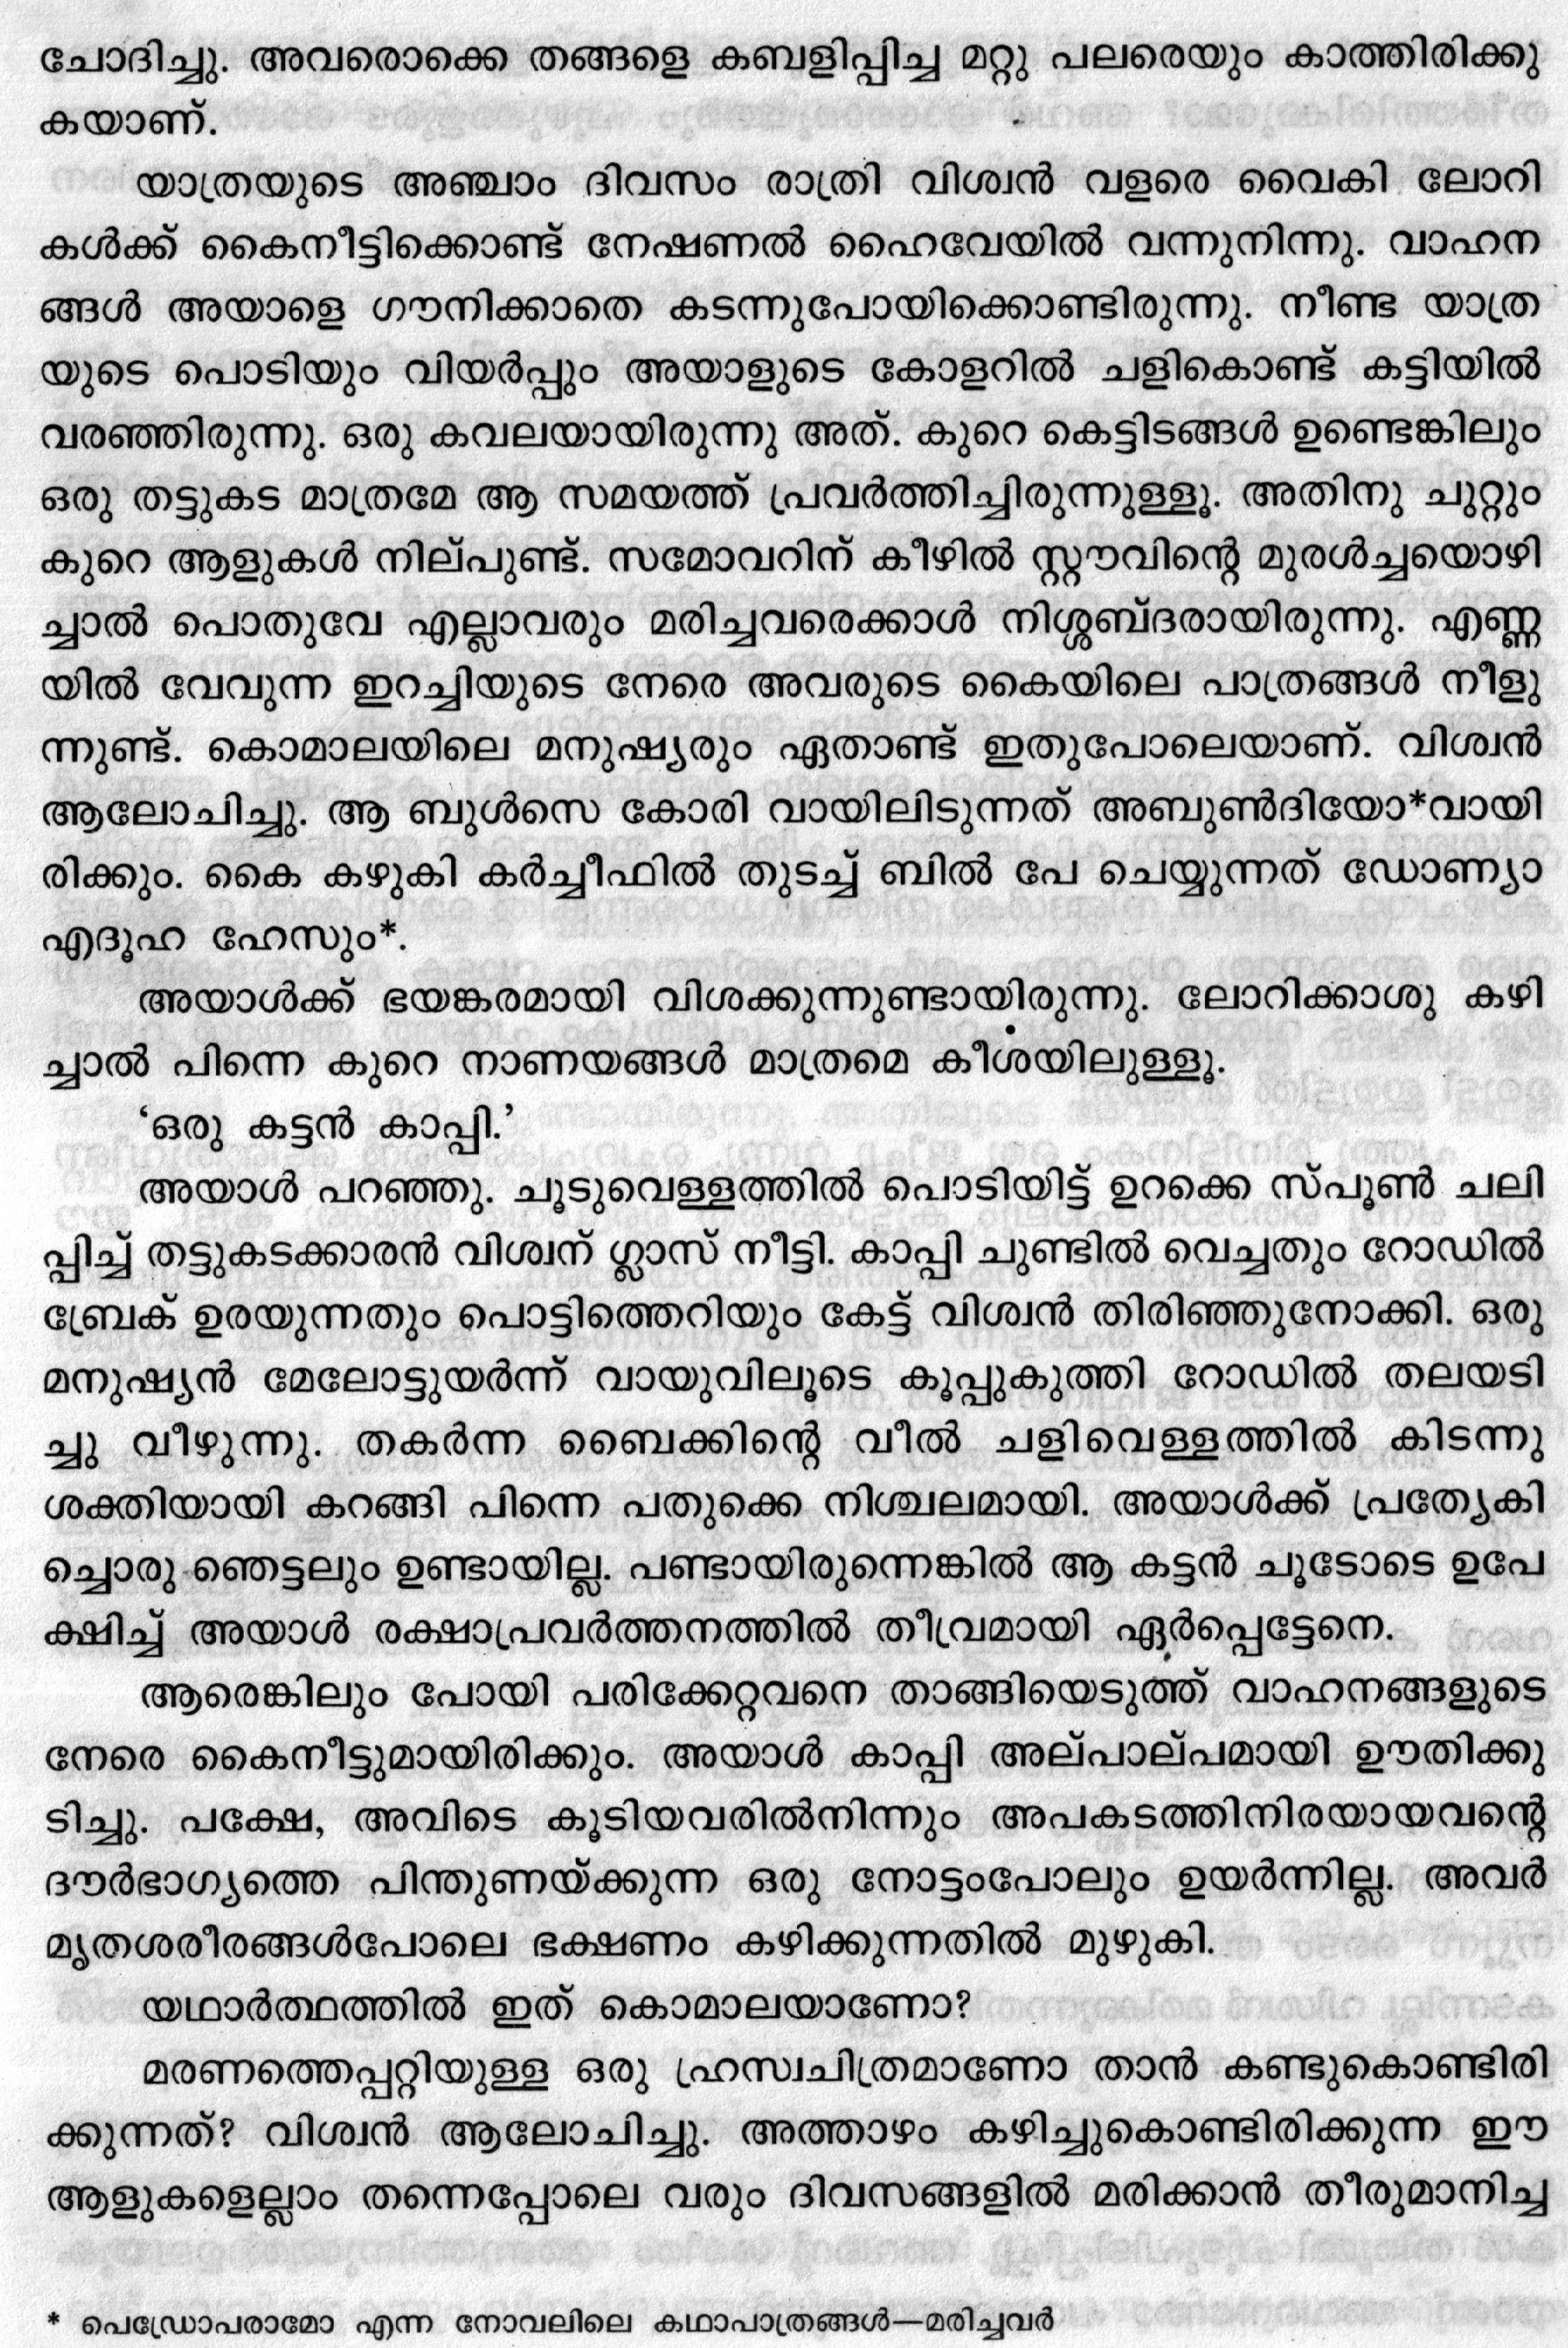 ചോദിച്ചു. അവരൊക്കെ തങ്ങളെ കബളിപ്പിച്ച മറ്റു പലരെയും കാത്തിരിക്കു
കയാണ്.
യാത്രയുടെ അഞ്ചാം ദിവസം രാത്രി വിശ്വൻ വളരെ വൈകി ലോറി
കൾക്ക് കൈനീട്ടിക്കൊണ്ട് നേഷണൽ ഹൈവേയിൽ വന്നുനിന്നു. വാഹന
ങ്ങൾ അയാളെ ഗൗനിക്കാതെ കടന്നുപോയിക്കൊണ്ടിരുന്നു. നീണ്ട യാത്ര
യുടെ പൊടിയും വിയർപ്പും അയാളുടെ കോളറിൽ ചളികൊണ്ട് കട്ടിയിൽ
വരഞ്ഞിരുന്നു. ഒരു കവലയായിരുന്നു അത്. കുറെ കെട്ടിടങ്ങൾ ഉണ്ടെങ്കിലും
ഒരു തട്ടുകട മാത്രമേ ആ സമയത്ത് പ്രവർത്തിച്ചിരുന്നുള്ളൂ. അതിനു ചുറ്റും
കുറെ ആളുകൾ നില്പുണ്ട്. സമോവറിന് കീഴിൽ സ്റ്റൗവിന്റെ മുരൾച്ചയൊഴി
ച്ചാൽ പൊതുവേ എല്ലാവരും മരിച്ചവരെക്കാൾ നിശ്ശബ്ദരായിരുന്നു. എണ്ണ
യിൽ വേവുന്ന ഇറച്ചിയുടെ നേരെ അവരുടെ കൈയിലെ പാത്രങ്ങൾ നീളു
ന്നുണ്ട്. കൊമാലയിലെ മനുഷ്യരും ഏതാണ്ട് ഇതുപോലെയാണ്. വിശ്വൻ
ആലോചിച്ചു. ആ ബുൾസെ കോരി വായിലിടുന്നത് അബുൺദിയോ*വായി
രിക്കും. കൈ കഴുകി കർച്ചീഫിൽ തുടച്ച് ബിൽ പേ ചെയ്യുന്നത് ഡോണ്യാ
എദൂഹ ഹേസും*.
അയാൾക്ക് ഭയങ്കരമായി വിശക്കുന്നുണ്ടായിരുന്നു. ലോറിക്കാശു കഴി
ച്ചാൽ പിന്നെ കുറെ നാണയങ്ങൾ മാത്രമെ കീശയിലുള്ളൂ.
‘ഒരു കട്ടൻ കാപ്പി.’
അയാൾ പറഞ്ഞു. ചൂടുവെള്ളത്തിൽ പൊടിയിട്ട് ഉറക്കെ സ്പൂൺ ചലി
പ്പിച്ച് തട്ടുകടക്കാരൻ വിശ്വന് ഗ്ലാസ് നീട്ടി. കാപ്പി ചുണ്ടിൽ വെച്ചതും റോഡിൽ
ബ്രേക് ഉരയുന്നതും പൊട്ടിത്തെറിയും കേട്ട് വിശ്വൻ തിരിഞ്ഞുനോക്കി. ഒരു
മനുഷ്യൻ മേലോട്ടുയർന്ന് വായുവിലൂടെ കൂപ്പുകുത്തി റോഡിൽ തലയടി
ച്ചു വീഴുന്നു. തകർന്ന ബൈക്കിന്റെ വീൽ ചളിവെള്ളത്തിൽ കിടന്നു
ശക്തിയായി കറങ്ങി പിന്നെ പതുക്കെ നിശ്ചലമായി. അയാൾക്ക് പ്രത്യേകി
ച്ചൊരു ഞെട്ടലും ഉണ്ടായില്ല. പണ്ടായിരുന്നെങ്കിൽ ആ കട്ടൻ ചൂടോടെ ഉപേ
ക്ഷിച്ച് അയാൾ രക്ഷാപ്രവർത്തനത്തിൽ തീവ്രമായി ഏർപ്പെട്ടേനെ.
ആരെങ്കിലും പോയി പരിക്കേറ്റവനെ താങ്ങിയെടുത്ത് വാഹനങ്ങളുടെ
നേരെ കൈനീട്ടുമായിരിക്കും. അയാൾ കാപ്പി അല്പാല്പമായി ഊതിക്കു
ടിച്ചു. പക്ഷേ, അവിടെ കൂടിയവരിൽനിന്നും അപകടത്തിനിരയായവന്റെ
ദൗർഭാഗ്യത്തെ പിന്തുണയ്ക്കുന്ന ഒരു നോട്ടംപോലും ഉയർന്നില്ല. അവർ
മൃതശരീരങ്ങൾപോലെ ഭക്ഷണം കഴിക്കുന്നതിൽ മുഴുകി.
യഥാർത്ഥത്തിൽ ഇത് കൊമാലയാണോ?
മരണത്തെപ്പറ്റിയുള്ള ഒരു ഹ്രസ്വചിത്രമാണോ താൻ കണ്ടുകൊണ്ടിരി
ക്കുന്നത്? വിശ്വൻ ആലോചിച്ചു. അത്താഴം കഴിച്ചുകൊണ്ടിരിക്കുന്ന ഈ
ആളുകളെല്ലാം തന്നെപ്പോലെ വരും ദിവസങ്ങളിൽ മരിക്കാൻ തീരുമാനിച്ച
* പെഡ്രോപരാമോ എന്ന നോവലിലെ കഥാപാത്രങ്ങൾ—മരിച്ചവർ